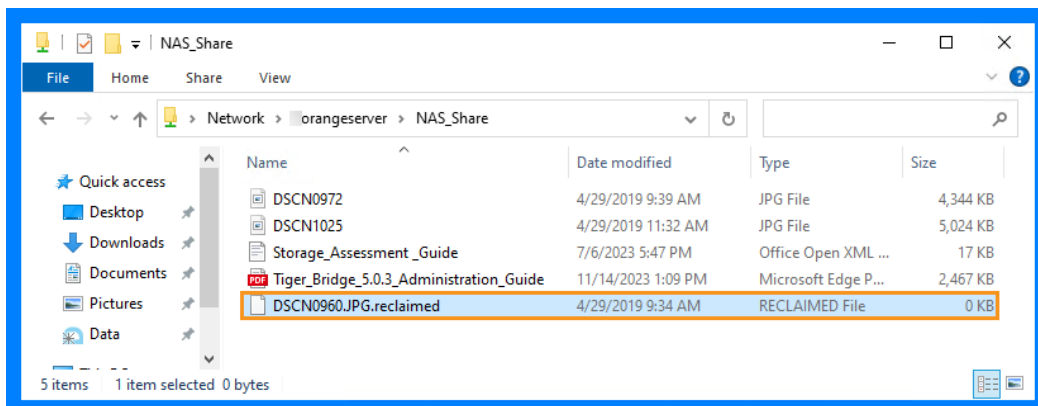 NAS_Share
File Home Share View
Network > orangeserver > NAS_Share
Name Date modified Type Size
Quick access
DSCN0972 4/29/2019 9:39 AM JPG File 4,344 KB
Desktop
DSCN1025 4/29/2019 11:32 AM JPG File 5,024 KB
Downloads
Storage_Assessment _Guide 7/6/2023 5:47 PM Office Open XML ... 17 KB
Documents
PDF Tiger_Bridge_5.0.3_Administration_Guide 11/14/2023 1:09 PM Microsoft Edge P... 2,467 KB
Pictures
DSCN0960.JPG.reclaimed 4/29/2019 9:34 AM RECLAIMED File 0 KB
Data
5 items 1 item selected 0 bytes